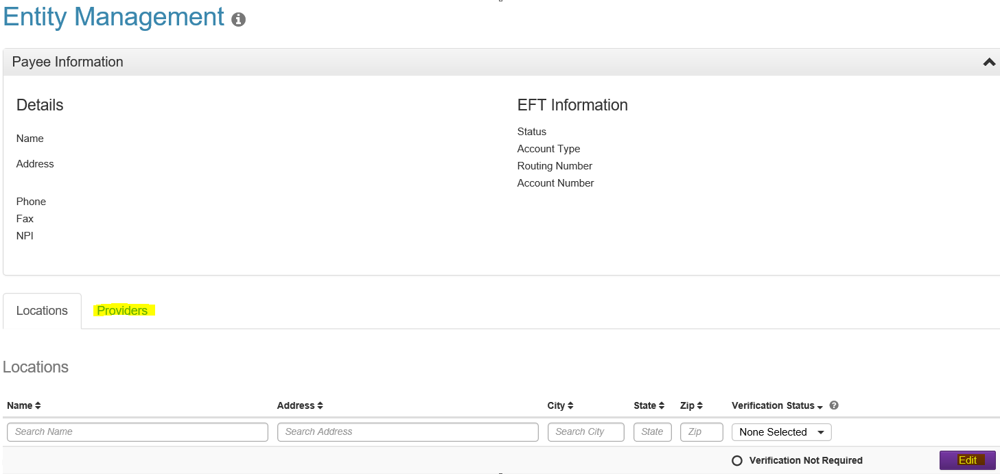 Entity Management
Payee Information
Details
Name
Address
Phone
Fax
NPI
EFT Information
Status
Account Type
Routing Number
Account Number
Locations Providers
Locations
Name Address City State Zip Verification Status
Search Name Search Address Search City State Zip None Selected
Verification Not Required Edit